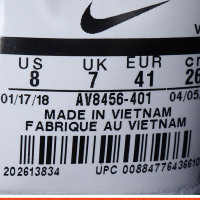 US UK EUR cm
8 7 41 26
01/17/18 AV8456-401 04/05/
MADE IN VIETNAM
FABRIQUE AU VIETNAM
202613834 UPC 00884776436610